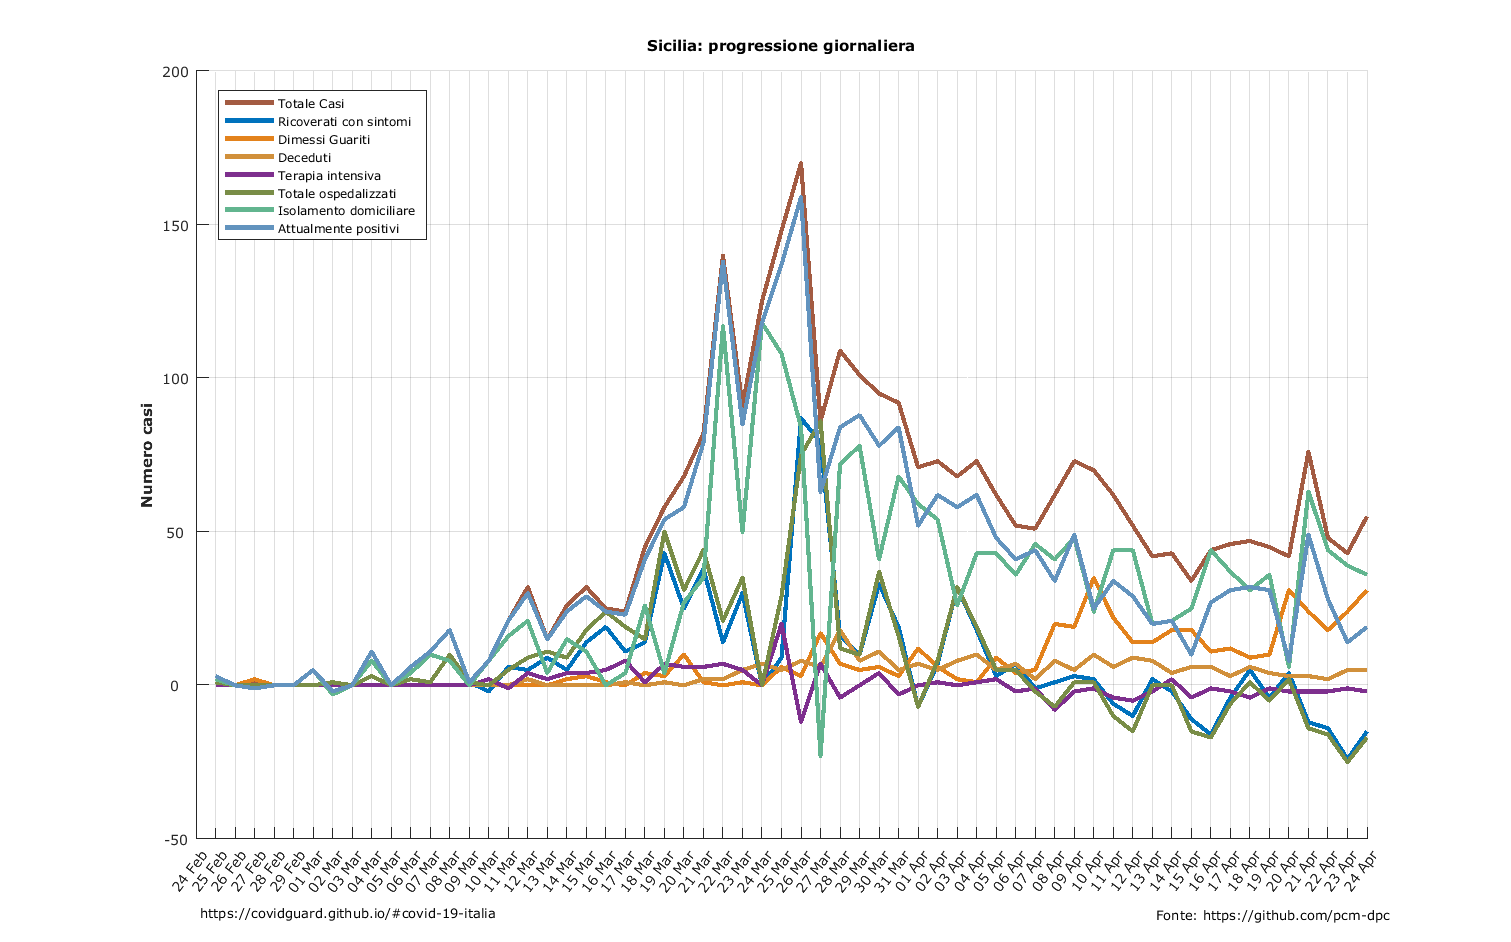 Sicilia: progressione giornaliera
200
150
100
50
0
-50
Numero casi
Totale Casi
Ricoverati con sintomi
Dimessi Guariti
Deceduti
Terapia intensiva
Totale ospedalizzati
Isolamento domiciliare
Attualmente positivi
24 Feb
25 Feb
26 Feb
27 Feb
28 Feb
29 Feb
01 Mar
02 Mar
03 Mar
04 Mar
05 Mar
06 Mar
07 Mar
08 Mar
09 Mar
10 Mar
11 Mar
12 Mar
13 Mar
14 Mar
15 Mar
16 Mar
17 Mar
18 Mar
19 Mar
20 Mar
21 Mar
22 Mar
23 Mar
24 Mar
25 Mar
26 Mar
27 Mar
28 Mar
29 Mar
30 Mar
31 Mar
01 Apr
02 Apr
03 Apr
04 Apr
05 Apr
06 Apr
07 Apr
08 Apr
09 Apr
10 Apr
11 Apr
12 Apr
13 Apr
14 Apr
15 Apr
16 Apr
17 Apr
18 Apr
19 Apr
20 Apr
21 Apr
22 Apr
23 Apr
24 Apr
https://covidguard.github.io/#covid-19-italia
Fonte: https://github.com/pcm-dpc